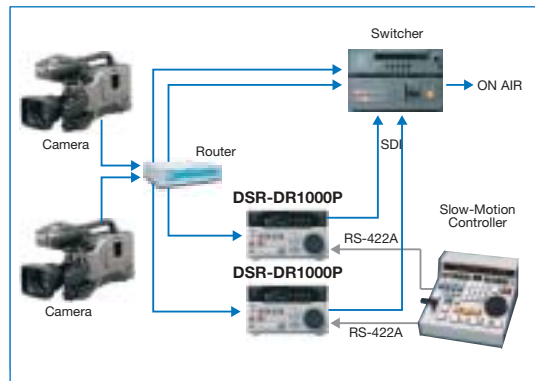 Switcher
ON AIR
Camera
Router
SDI
DSR-DR1000P
Slow-Motion
Controller
RS-422A
DSR-DR1000P
Camera
RS-422A